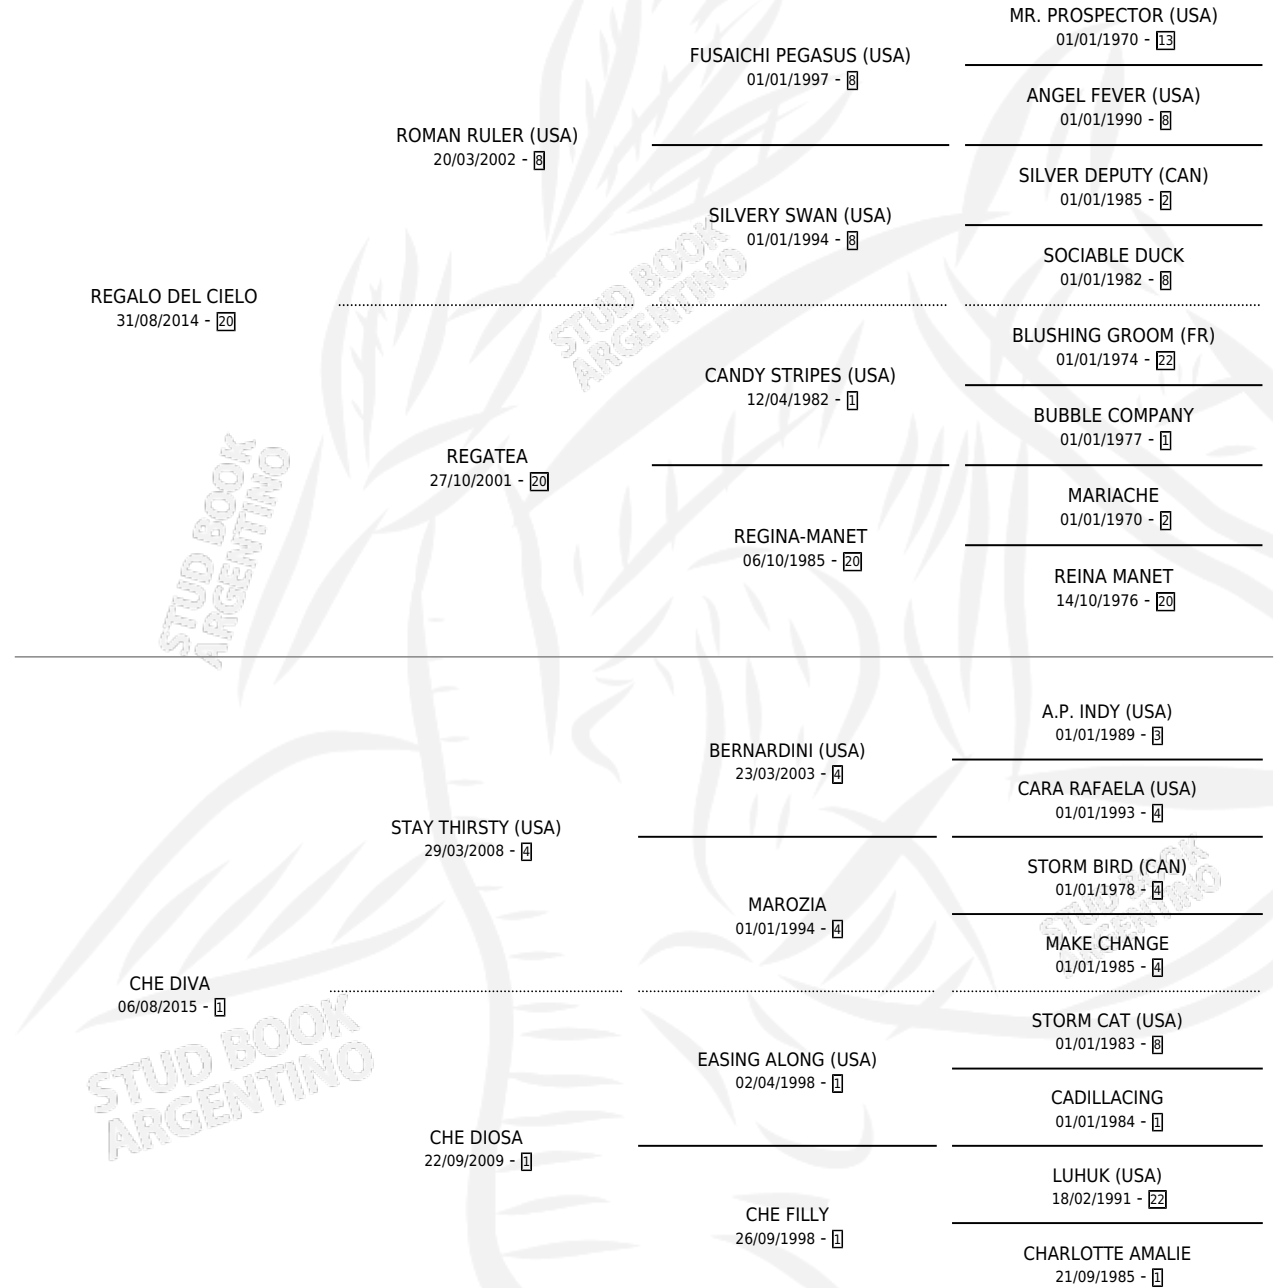 MR. PROSPECTOR (USA)
01/01/1970 - 13
FUSAICHI PEGASUS (USA)
01/01/1997 - 8
ANGEL FEVER (USA)
01/01/1990 - 8
ROMAN RULER (USA)
20/03/2002 - 8
SILVER DEPUTY (CAN)
01/01/1985 - 2
SILVERY SWAN (USA)
01/01/1994 - 8
SOCIABLE DUCK
01/01/1982 - 8
STUD BOOK
ARGENTINO
REGALO DEL CIELO
31/08/2014 - 20
BLUSHING GROOM (FR)
01/01/1974 - 22
CANDY STRIPES (USA)
12/04/1982 - 1
BUBBLE COMPANY
01/01/1977 - 1
REGATEA
27/10/2001 - 20
MARIACHE
01/01/1970 - 2
REGINA-MANET
06/10/1985 - 20
REINA MANET
14/10/1976 - 20
STUD BOOK
ARGENTINO
A.P. INDY (USA)
01/01/1989 - 3
BERNARDINI (USA)
23/03/2003 - 4
CARA RAFAELA (USA)
01/01/1993 - 4
STAY THIRSTY (USA)
29/03/2008 - 4
STORM BIRD (CAN)
01/01/1978 - 4
MAROZIA
01/01/1994 - 4
MAKE CHANGE
01/01/1985 - 4
STUD BOOK
ARGENTINO
CHE DIVA
06/08/2015 - 1
STORM CAT (USA)
01/01/1983 - 8
EASING ALONG (USA)
02/04/1998 - 1
CADILLACING
01/01/1984 - 1
STUD BOOK
ARGENTINO
CHE DIOSA
22/09/2009 - 1
LUHUK (USA)
18/02/1991 - 22
CHE FILLY
26/09/1998 - 1
CHARLOTTE AMALIE
21/09/1985 - 1